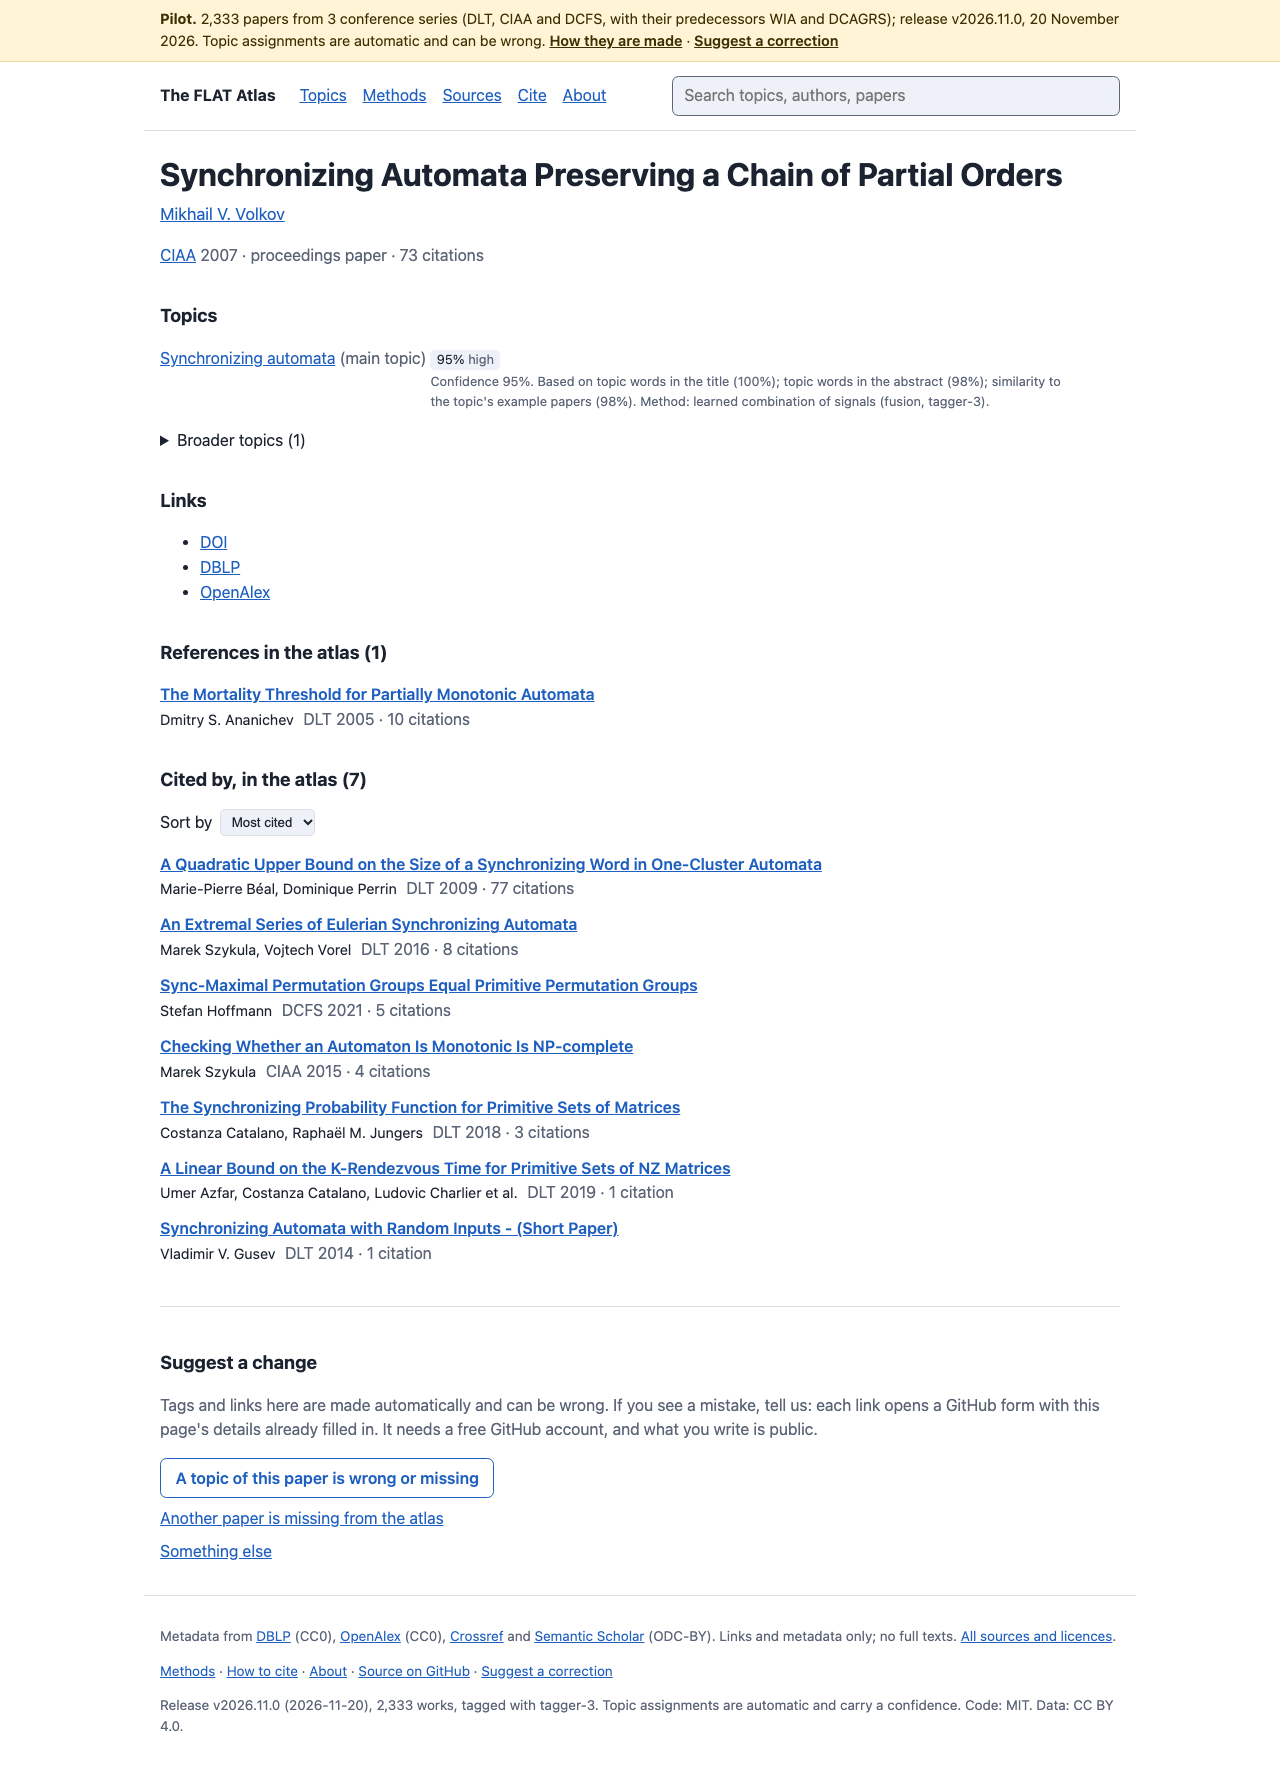 Pilot. 2,333 papers from 3 conference series (DLT, CIAA and DCFS, with their predecessors WIA and DCAGRS); release v2026.11.0, 20 November
2026. Topic assignments are automatic and can be wrong. How they are made · Suggest a correction
The FLAT Atlas Topics Methods Sources Cite About Search topics, authors, papers
Synchronizing Automata Preserving a Chain of Partial Orders
Mikhail V. Volkov
CIAA 2007 · proceedings paper · 73 citations
Topics
Synchronizing automata (main topic) 95% high
Confidence 95%. Based on topic words in the title (100%); topic words in the abstract (98%); similarity to
the topic's example papers (98%). Method: learned combination of signals (fusion, tagger-3).
▶ Broader topics (1)
Links
• DOI
• DBLP
• OpenAlex
References in the atlas (1)
The Mortality Threshold for Partially Monotonic Automata
Dmitry S. Ananichev DLT 2005 · 10 citations
Cited by, in the atlas (7)
Sort by Most cited
A Quadratic Upper Bound on the Size of a Synchronizing Word in One-Cluster Automata
Marie-Pierre Béal, Dominique Perrin DLT 2009 · 77 citations
An Extremal Series of Eulerian Synchronizing Automata
Marek Szykula, Vojtech Vorel DLT 2016 · 8 citations
Sync-Maximal Permutation Groups Equal Primitive Permutation Groups
Stefan Hoffmann DCFS 2021 · 5 citations
Checking Whether an Automaton Is Monotonic Is NP-complete
Marek Szykula CIAA 2015 · 4 citations
The Synchronizing Probability Function for Primitive Sets of Matrices
Costanza Catalano, Raphaël M. Jungers DLT 2018 · 3 citations
A Linear Bound on the K-Rendezvous Time for Primitive Sets of NZ Matrices
Umer Azfar, Costanza Catalano, Ludovic Charlier et al. DLT 2019 · 1 citation
Synchronizing Automata with Random Inputs - (Short Paper)
Vladimir V. Gusev DLT 2014 · 1 citation
Suggest a change
Tags and links here are made automatically and can be wrong. If you see a mistake, tell us: each link opens a GitHub form with this
page's details already filled in. It needs a free GitHub account, and what you write is public.
A topic of this paper is wrong or missing
Another paper is missing from the atlas
Something else
Metadata from DBLP (CC0), OpenAlex (CC0), Crossref and Semantic Scholar (ODC-BY). Links and metadata only; no full texts. All sources and licences.
Methods · How to cite · About · Source on GitHub · Suggest a correction
Release v2026.11.0 (2026-11-20), 2,333 works, tagged with tagger-3. Topic assignments are automatic and carry a confidence. Code: MIT. Data: CC BY
4.0.